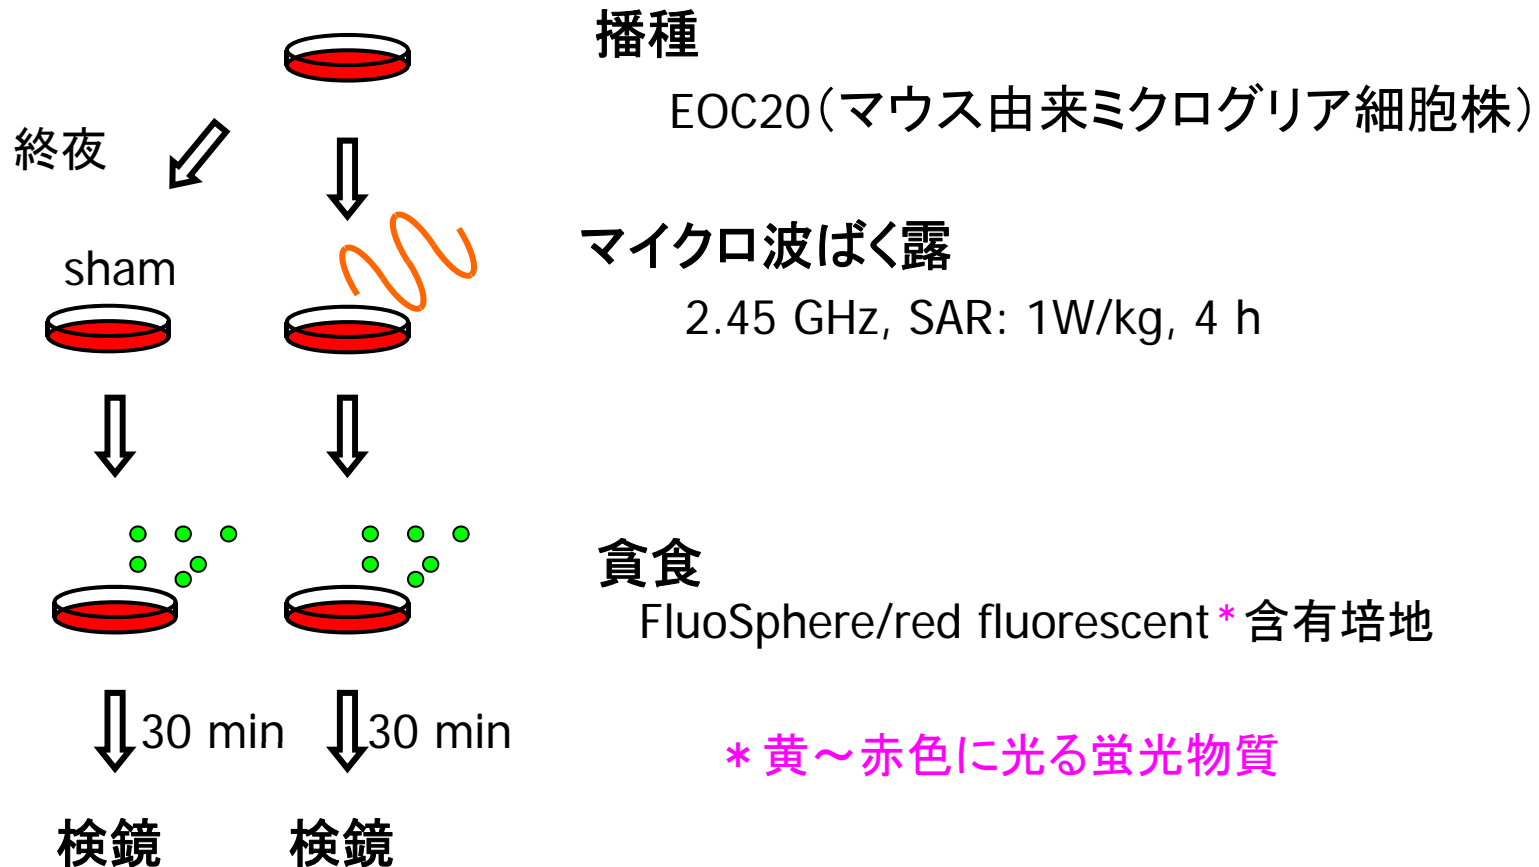 播種
EOC20（マウス由来ミクログリア細胞株）
終夜
マイクロ波ばく露
sham
2.45 GHz, SAR: 1W/kg, 4 h
貪食
FluoSphere/red fluorescent*含有培地
30 min 30 min
*黄～赤色に光る蛍光物質
検鏡 検鏡